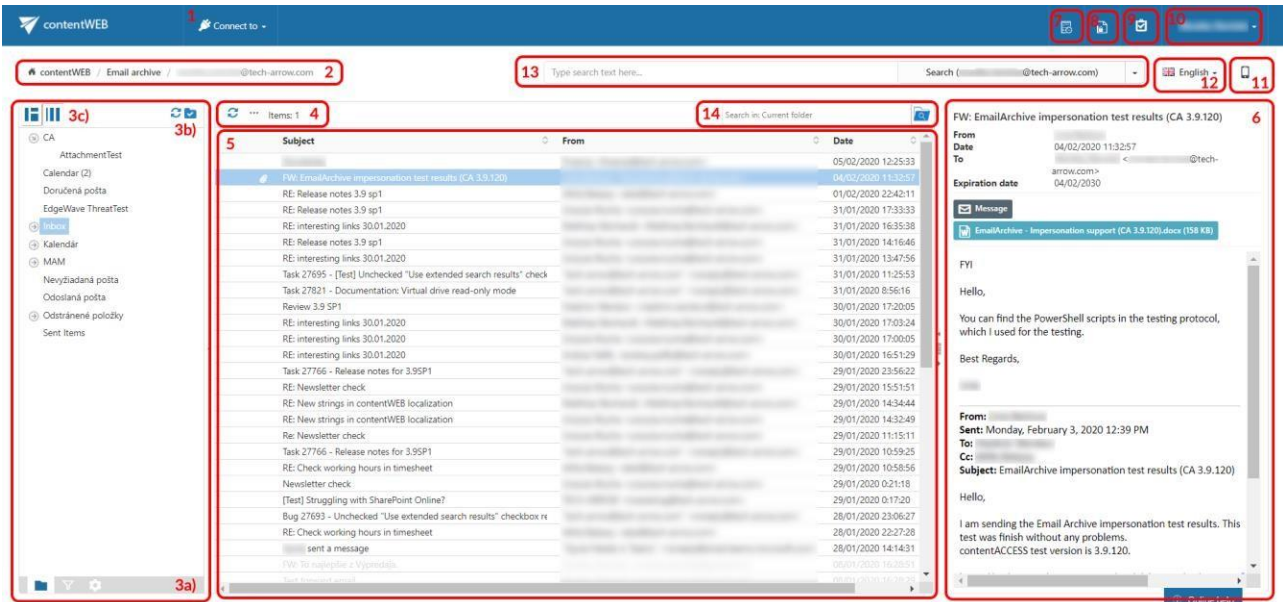 contentWEB
1 Connect to
7 8 9 10
contentWEB / Email archive / @tech-arrow.com 2
13 Type search text here... Search ( @tech-arrow.com)
English 12
11
3c)
3b)
CA
AttachmentTest
Calendar (2)
Doručená pošta
EdgeWave ThreatTest
Inbox
Kalendár
MAM
Nevyžiadaná pošta
Odoslaná pošta
Odstránené položky
Sent Items
3a)
... Items: 1 4
14 Search in: Current folder
5 Subject From Date
05/02/2020 12:25:33
FW: EmailArchive impersonation test results (CA 3.9.120) 04/02/2020 11:32:57
RE: Release notes 3.9 sp1 01/02/2020 22:42:11
RE: Release notes 3.9 sp1 31/01/2020 17:33:33
RE: interesting links 30.01.2020 31/01/2020 16:35:38
RE: Release notes 3.9 sp1 31/01/2020 14:16:46
RE: interesting links 30.01.2020 31/01/2020 13:47:56
Task 27695 - [Test] Unchecked "Use extended search results" check 31/01/2020 11:25:53
Task 27821 - Documentation: Virtual drive read-only mode 31/01/2020 8:56:16
Review 3.9 SP1 30/01/2020 17:20:05
RE: interesting links 30.01.2020 30/01/2020 17:03:24
RE: interesting links 30.01.2020 30/01/2020 17:00:05
RE: interesting links 30.01.2020 30/01/2020 16:51:29
Task 27766 - Release notes for 3.9SP1 29/01/2020 23:56:22
RE: Newsletter check 29/01/2020 15:51:51
RE: New strings in contentWEB localization 29/01/2020 14:34:44
RE: New strings in contentWEB localization 29/01/2020 14:32:49
Re: Newsletter check 29/01/2020 11:15:11
Task 27766 - Release notes for 3.9SP1 29/01/2020 10:59:25
RE: Check working hours in timesheet 29/01/2020 10:58:56
Newsletter check 29/01/2020 0:21:18
[Test] Struggling with SharePoint Online? 29/01/2020 0:17:20
Bug 27693 - Unchecked "Use extended search results" checkbox re 28/01/2020 23:06:27
RE: Check working hours in timesheet 28/01/2020 22:27:28
sent a message 28/01/2020 14:14:31
FW: To najlepšie z Výpredaja.
FW: EmailArchive impersonation test results (CA 3.9.120) 6
From
Date 04/02/2020 11:32:57
To < @tech-
arrow.com>
Expiration date 04/02/2030
Message
EmailArchive - Impersonation support (CA 3.9.120).docx (158 KB)
FYI
Hello,
You can find the PowerShell scripts in the testing protocol,
which I used for the testing.
Best Regards,
From:
Sent: Monday, February 3, 2020 12:39 PM
To:
Cc:
Subject: EmailArchive impersonation test results (CA 3.9.120)
Hello,
I am sending the Email Archive impersonation test results. This
test was finish without any problems.
contentACCESS test version is 3.9.120.